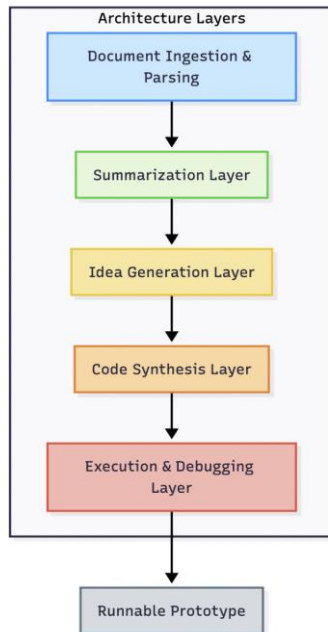 Architecture Layers
Document Ingestion &
Parsing
Summarization Layer
Idea Generation Layer
Code Synthesis Layer
Execution & Debugging
Layer
Runnable Prototype